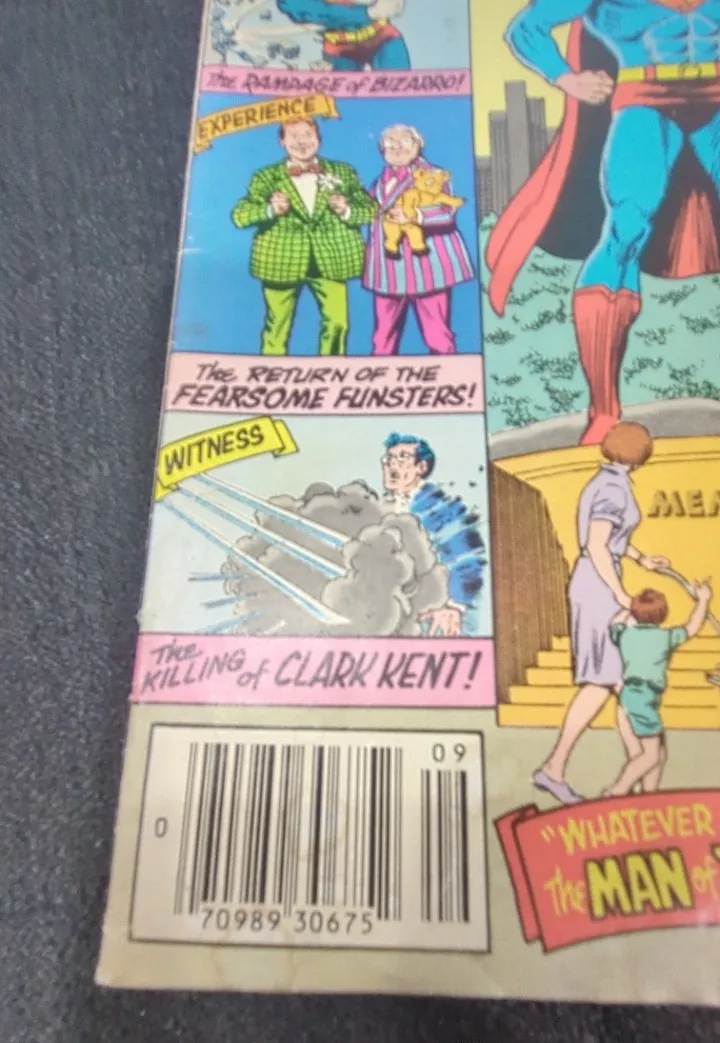 The RAMPAGE of BIZARRO!
EXPERIENCE
The RETURN OF THE
FEARSOME FUNSTERS!
WITNESS
The
KILLING of CLARK KENT!
MEM
09
0
70989 30675
"WHATEVER
The MAN of